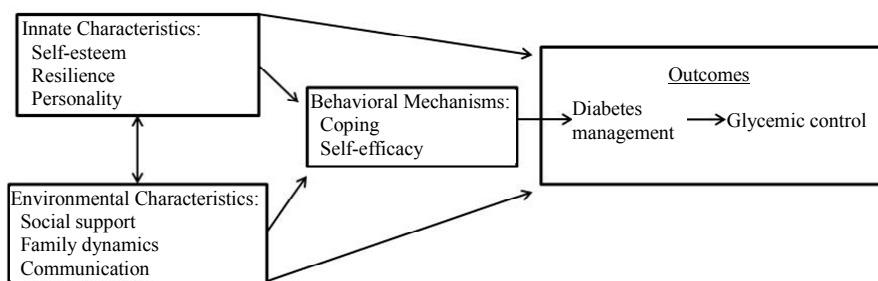 Innate Characteristics:
Self-esteem
Resilience
Personality
Behavioral Mechanisms:
Coping
Self-efficacy
Environmental Characteristics:
Social support
Family dynamics
Communication
Outcomes
Diabetes
management
Glycemic control